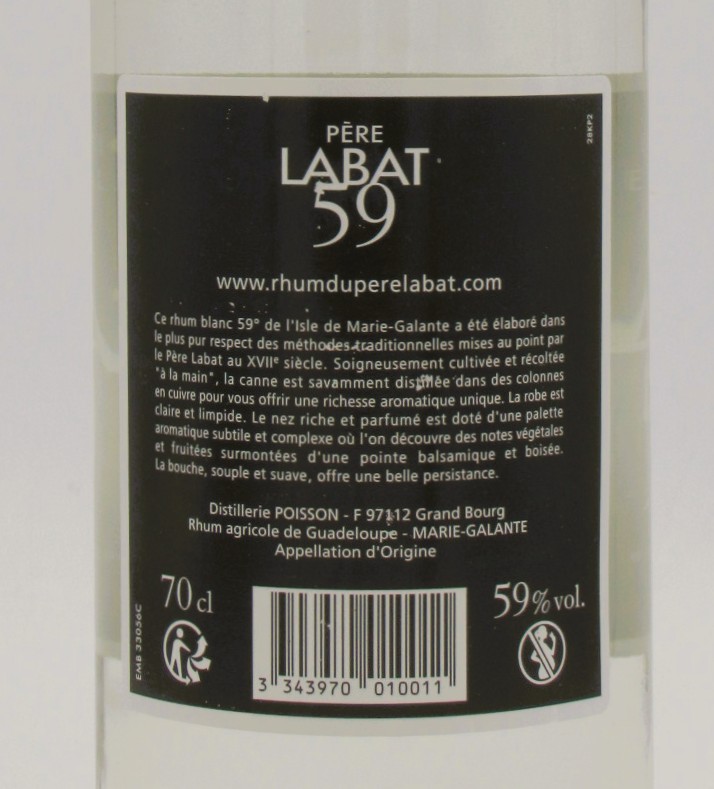 28KP2
PÈRE
LABAT
59
www.rhumduperelabat.com
Ce rhum blanc 59° de l'Isle de Marie-Galante a été élaboré dans
le plus pur respect des méthodes traditionnelles mises au point par
le Père Labat au XVIIe siècle. Soigneusement cultivée et récoltée
"à la main", la canne est savamment distillée dans des colonnes
en cuivre pour vous offrir une richesse aromatique unique. La robe est
claire et limpide. Le nez riche et parfumé est doté d'une palette
aromatique subtile et complexe où l'on découvre des notes végétales
et fruitées surmontées d'une pointe balsamique et boisée.
La bouche, souple et suave, offre une belle persistance.
Distillerie POISSON - F 97112 Grand Bourg
Rhum agricole de Guadeloupe - MARIE-GALANTE
Appellation d'Origine
70 cl
59% vol.
EMB 33056C
3 343970 010011